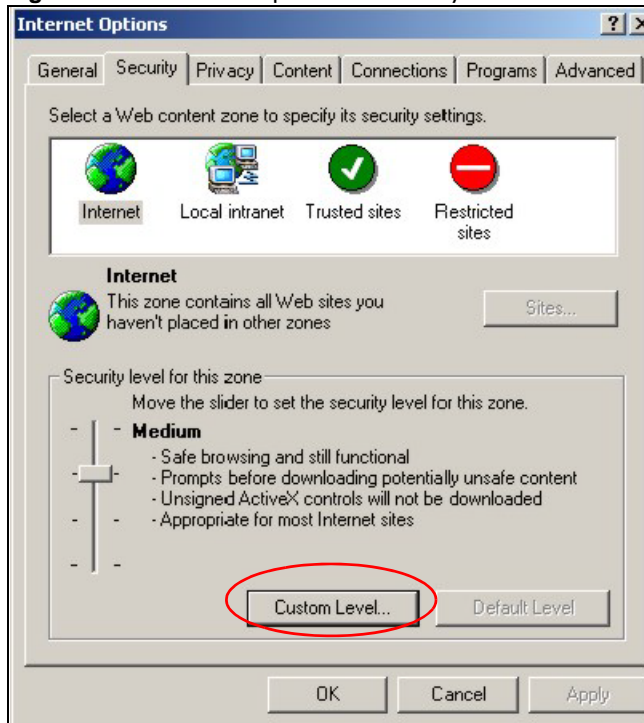 Internet Options
General Security Privacy Content Connections Programs Advanced
Select a Web content zone to specify its security settings.
Internet Local intranet Trusted sites Restricted
sites
Internet
This zone contains all Web sites you
haven't placed in other zones
Sites...
Security level for this zone
Move the slider to set the security level for this zone.
Medium
- Safe browsing and still functional
- Prompts before downloading potentially unsafe content
- Unsigned ActiveX controls will not be downloaded
- Appropriate for most Internet sites
Custom Level... Default Level
OK Cancel Apply